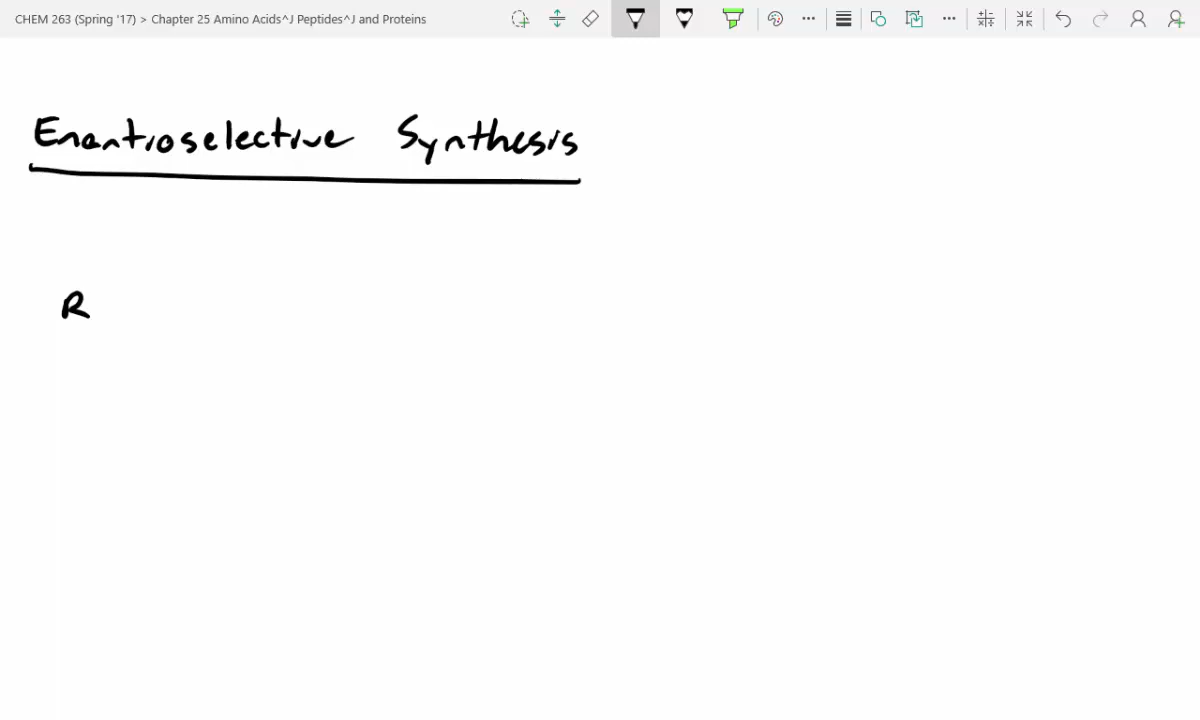 CHEM 263 (Spring '17) > Chapter 25 Amino Acids^J Peptides^J and Proteins
Enantioselective Synthesis
R